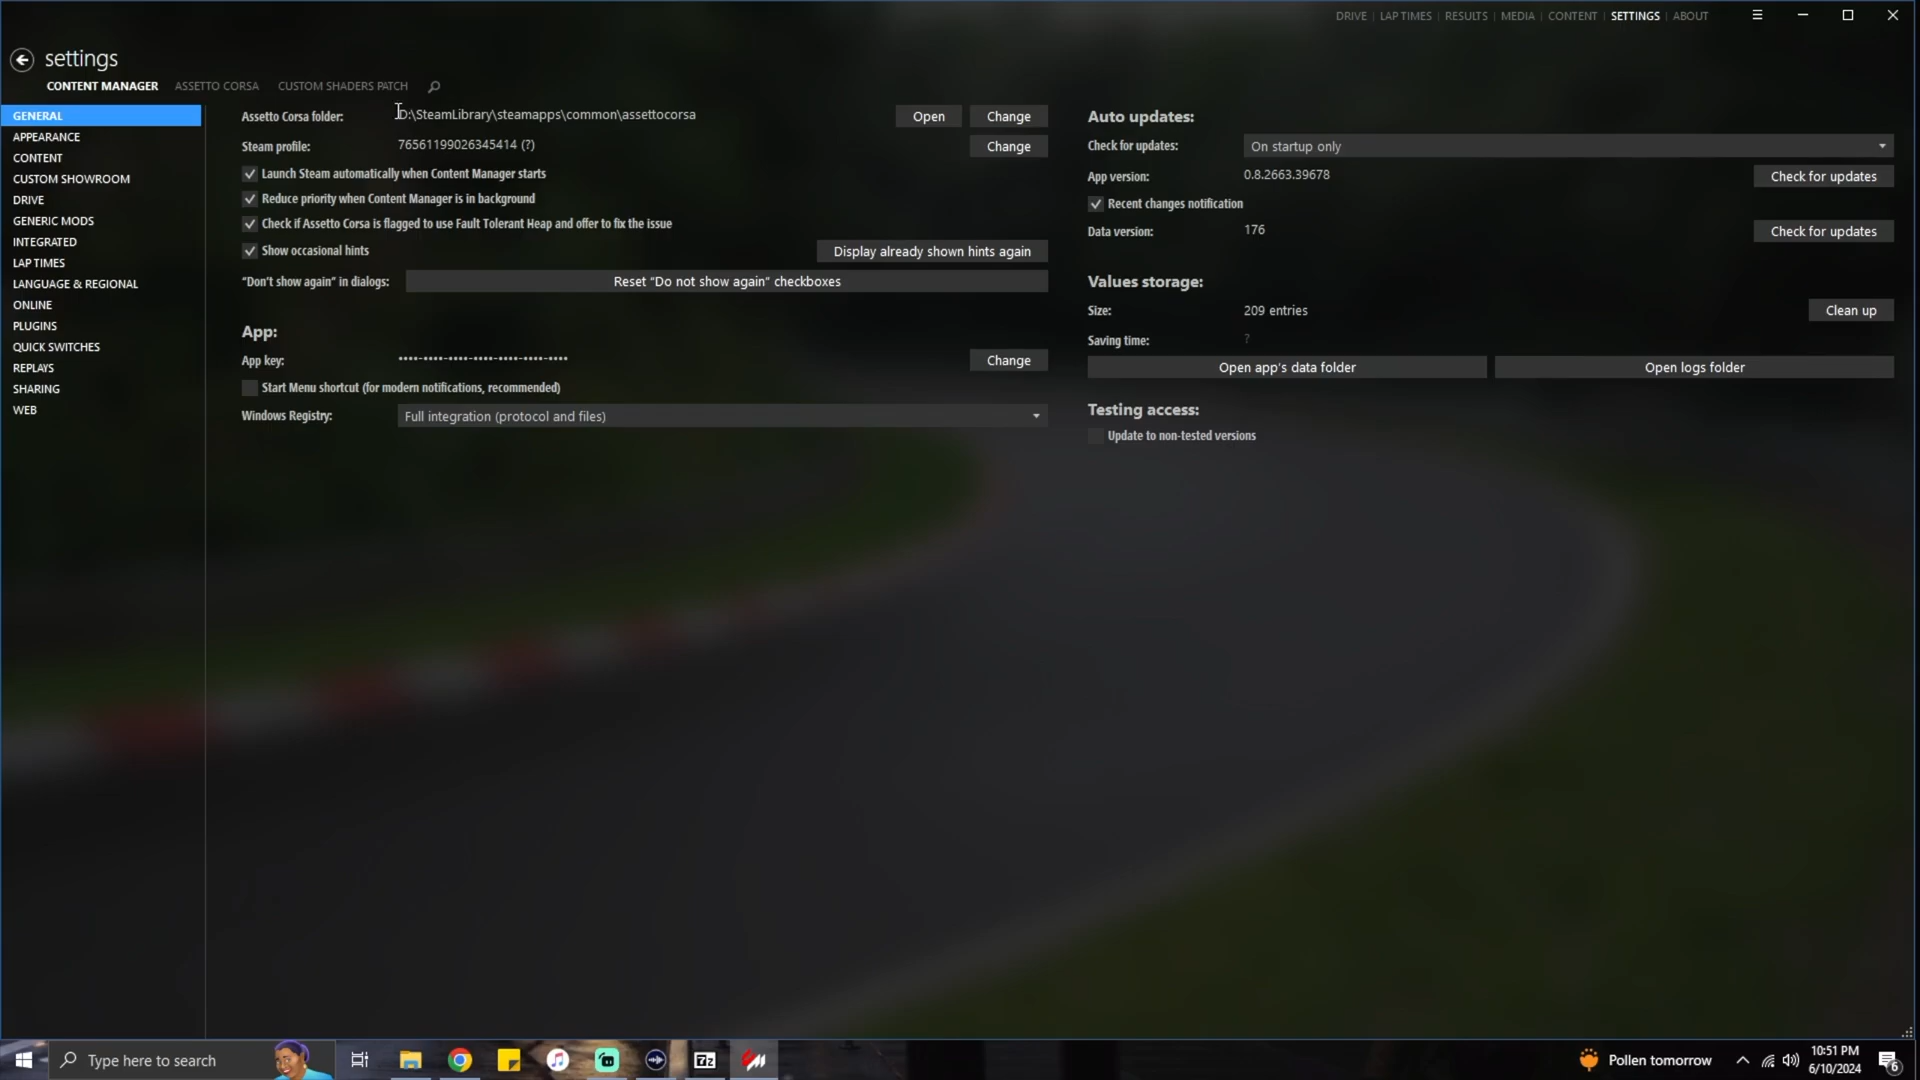 DRIVE | LAP TIMES | RESULTS | MEDIA | CONTENT | SETTINGS | ABOUT
settings
CONTENT MANAGER ASSETTO CORSA CUSTOM SHADERS PATCH
GENERAL
APPEARANCE
CONTENT
CUSTOM SHOWROOM
DRIVE
GENERIC MODS
INTEGRATED
LAP TIMES
LANGUAGE & REGIONAL
ONLINE
PLUGINS
QUICK SWITCHES
REPLAYS
SHARING
WEB
Assetto Corsa folder: D:\SteamLibrary\steamapps\common\assettocorsa Open Change
Steam profile: 76561199026345414 (?) Change
Launch Steam automatically when Content Manager starts
Reduce priority when Content Manager is in background
Check if Assetto Corsa is flagged to use Fault Tolerant Heap and offer to fix the issue
Show occasional hints Display already shown hints again
“Don't show again” in dialogs: Reset “Do not show again” checkboxes
App:
App key: ••••-••••-••••-••••-••••-••••-•••• Change
Start Menu shortcut (for modern notifications, recommended)
Windows Registry: Full integration (protocol and files)
Auto updates:
Check for updates: On startup only
App version: 0.8.2663.39678 Check for updates
Recent changes notification
Data version: 176 Check for updates
Values storage:
Size: 209 entries Clean up
Saving time: ?
Open app's data folder Open logs folder
Testing access:
Update to non-tested versions
Type here to search
7z
Pollen tomorrow
10:51 PM
6/10/2024
6